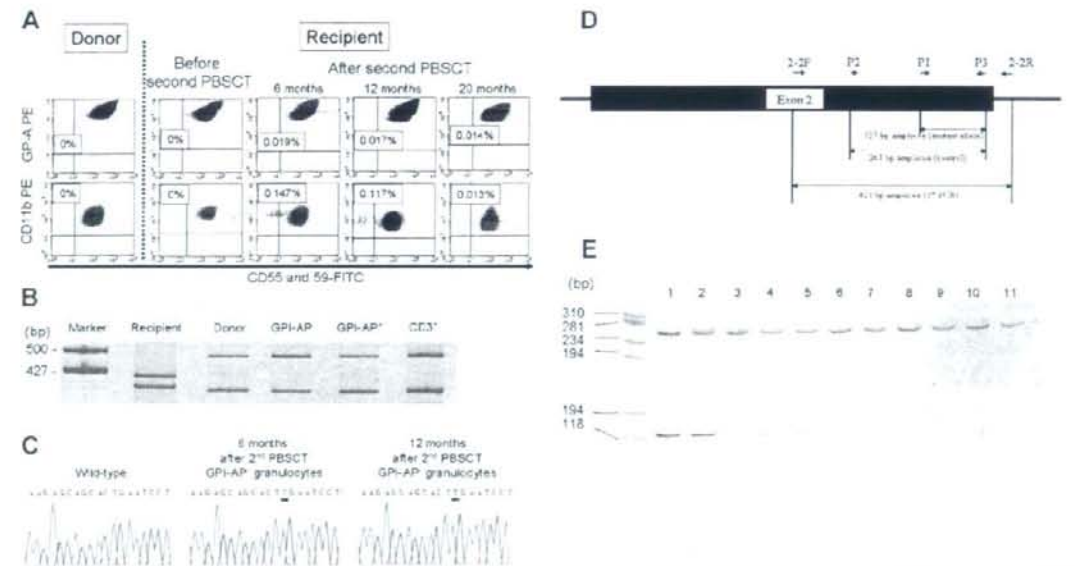 A
Donor
Recipient
Before second PBSCT
After second PBSCT
6 months
12 months
20 months
GP-A PE
0%
0%
0.019%
0.017%
0.014%
CD11b PE
0%
0%
0.147%
0.117%
0.013%
CD55 and 59-FITC
B
(bp)
Marker
Recipient
Donor
GPI-AP
GPI-AP+
CD3+
500
427
C
Wild-type
6 months
after 2nd PBSCT
GPI-AP- granulocytes
12 months
after 2nd PBSCT
GPI-AP- granulocytes
D
2-2F
P2
P1
P3
2-2R
Exon 2
E
(bp)
1 2 3 4 5 6 7 8 9 10 11
310
281
234
194
194
118